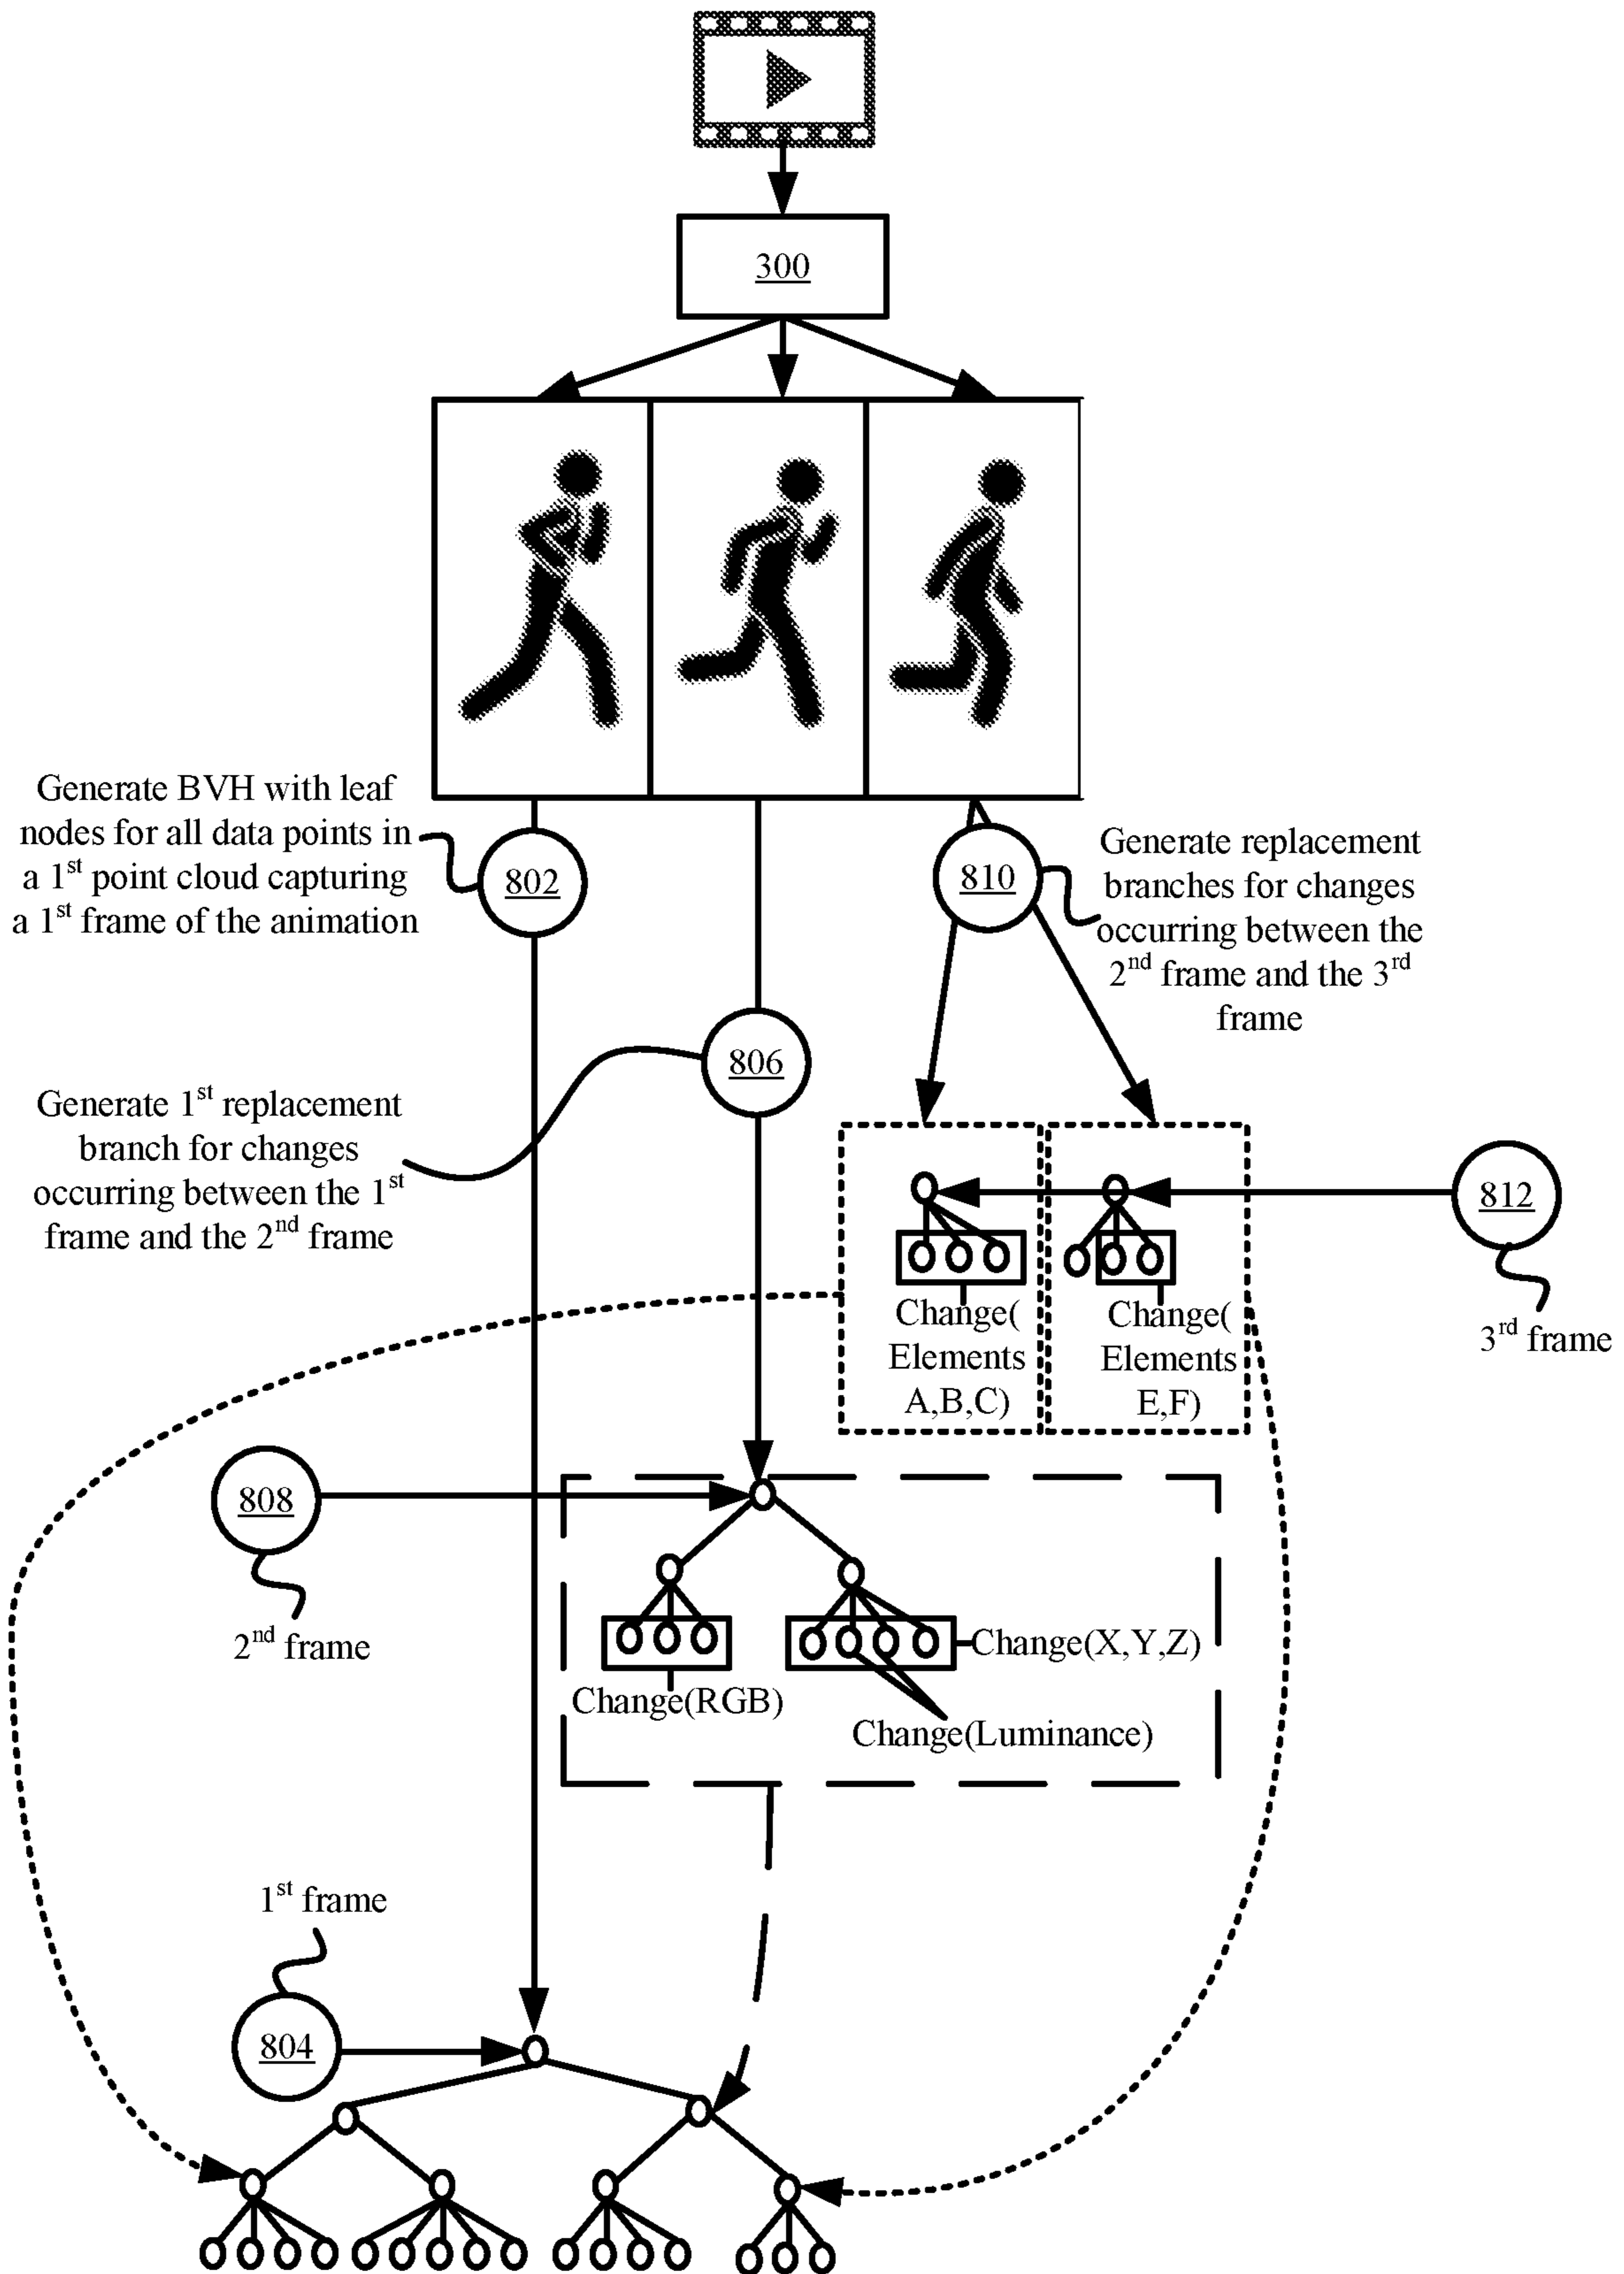 300
Generate BVH with leaf
nodes for all data points in
a 1st point cloud capturing
a 1st frame of the animation
802
810
Generate replacement
branches for changes
occurring between the
2nd frame and the 3rd
frame
806
Generate 1st replacement
branch for changes
occurring between the 1st
frame and the 2nd frame
812
3rd frame
Change(
Elements
A,B,C)
Change(
Elements
E,F)
808
2nd frame
Change(X,Y,Z)
Change(RGB)
Change(Luminance)
1st frame
804